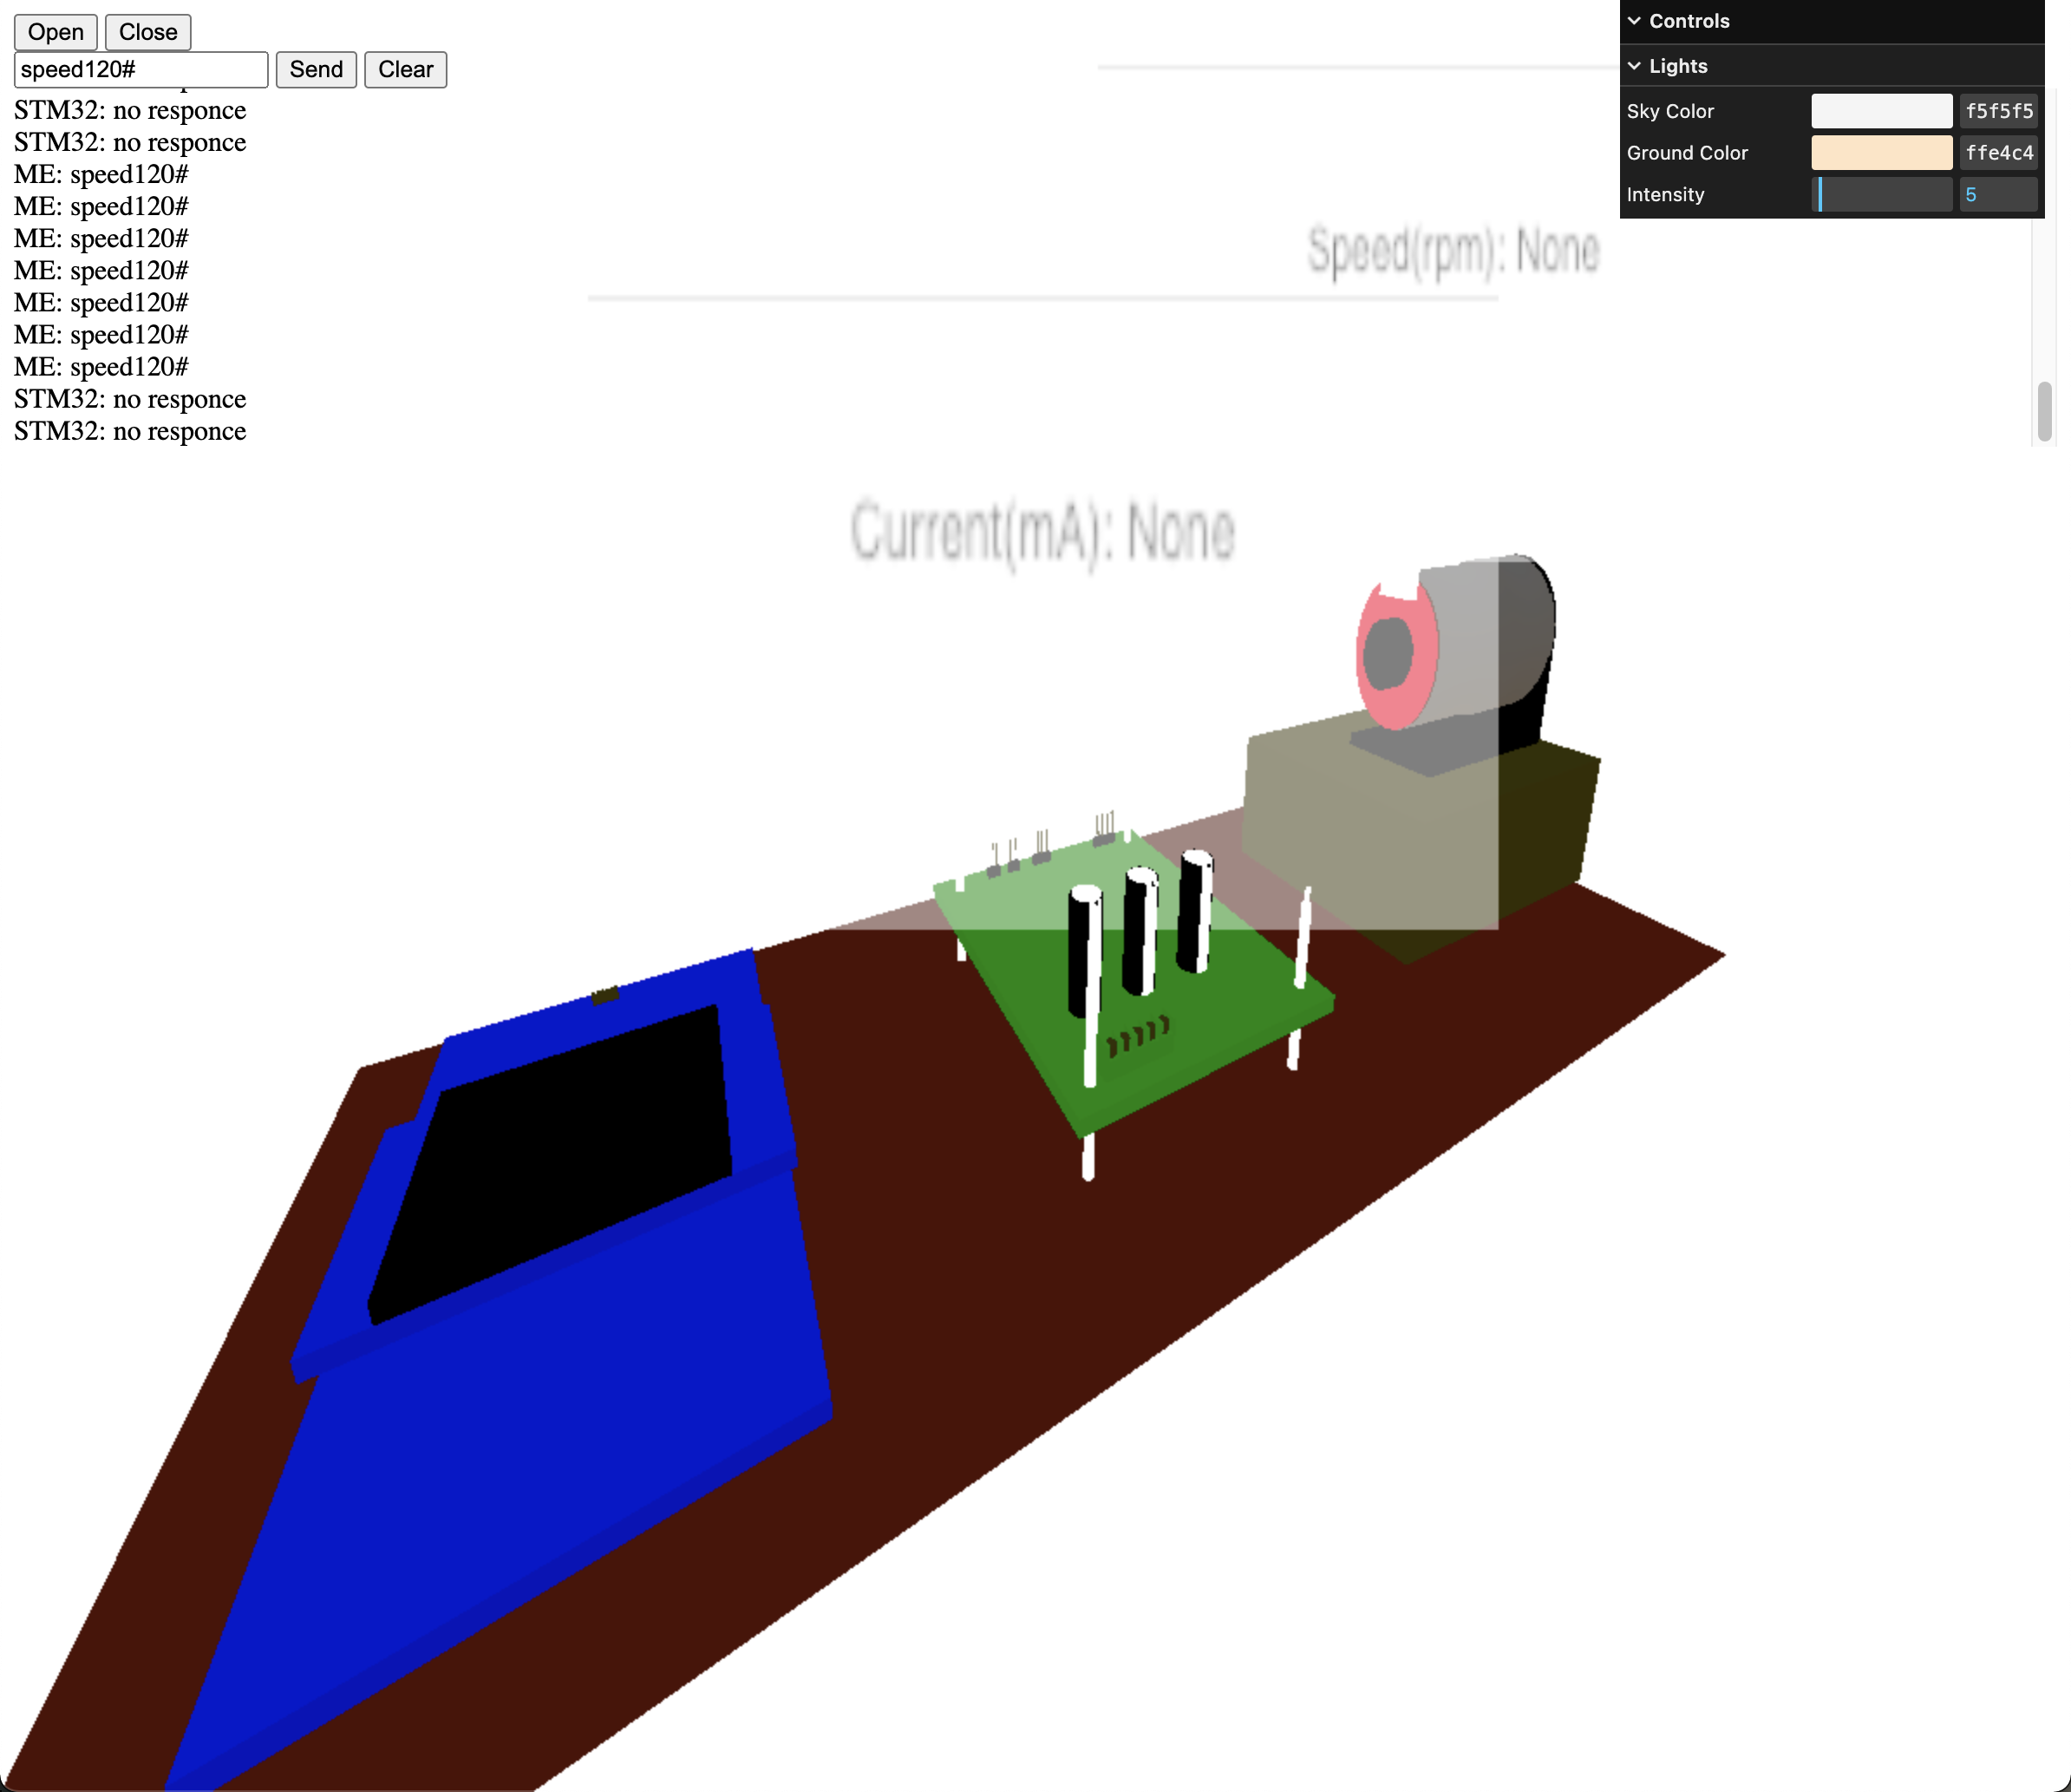 Open Close
speed120# Send Clear
STM32: no responce
STM32: no responce
ME: speed120#
ME: speed120#
ME: speed120#
ME: speed120#
ME: speed120#
ME: speed120#
ME: speed120#
STM32: no responce
STM32: no responce
Controls
Lights
Sky Color f5f5f5
Ground Color ffe4c4
Intensity 5
Speed(rpm): None
Current(mA): None